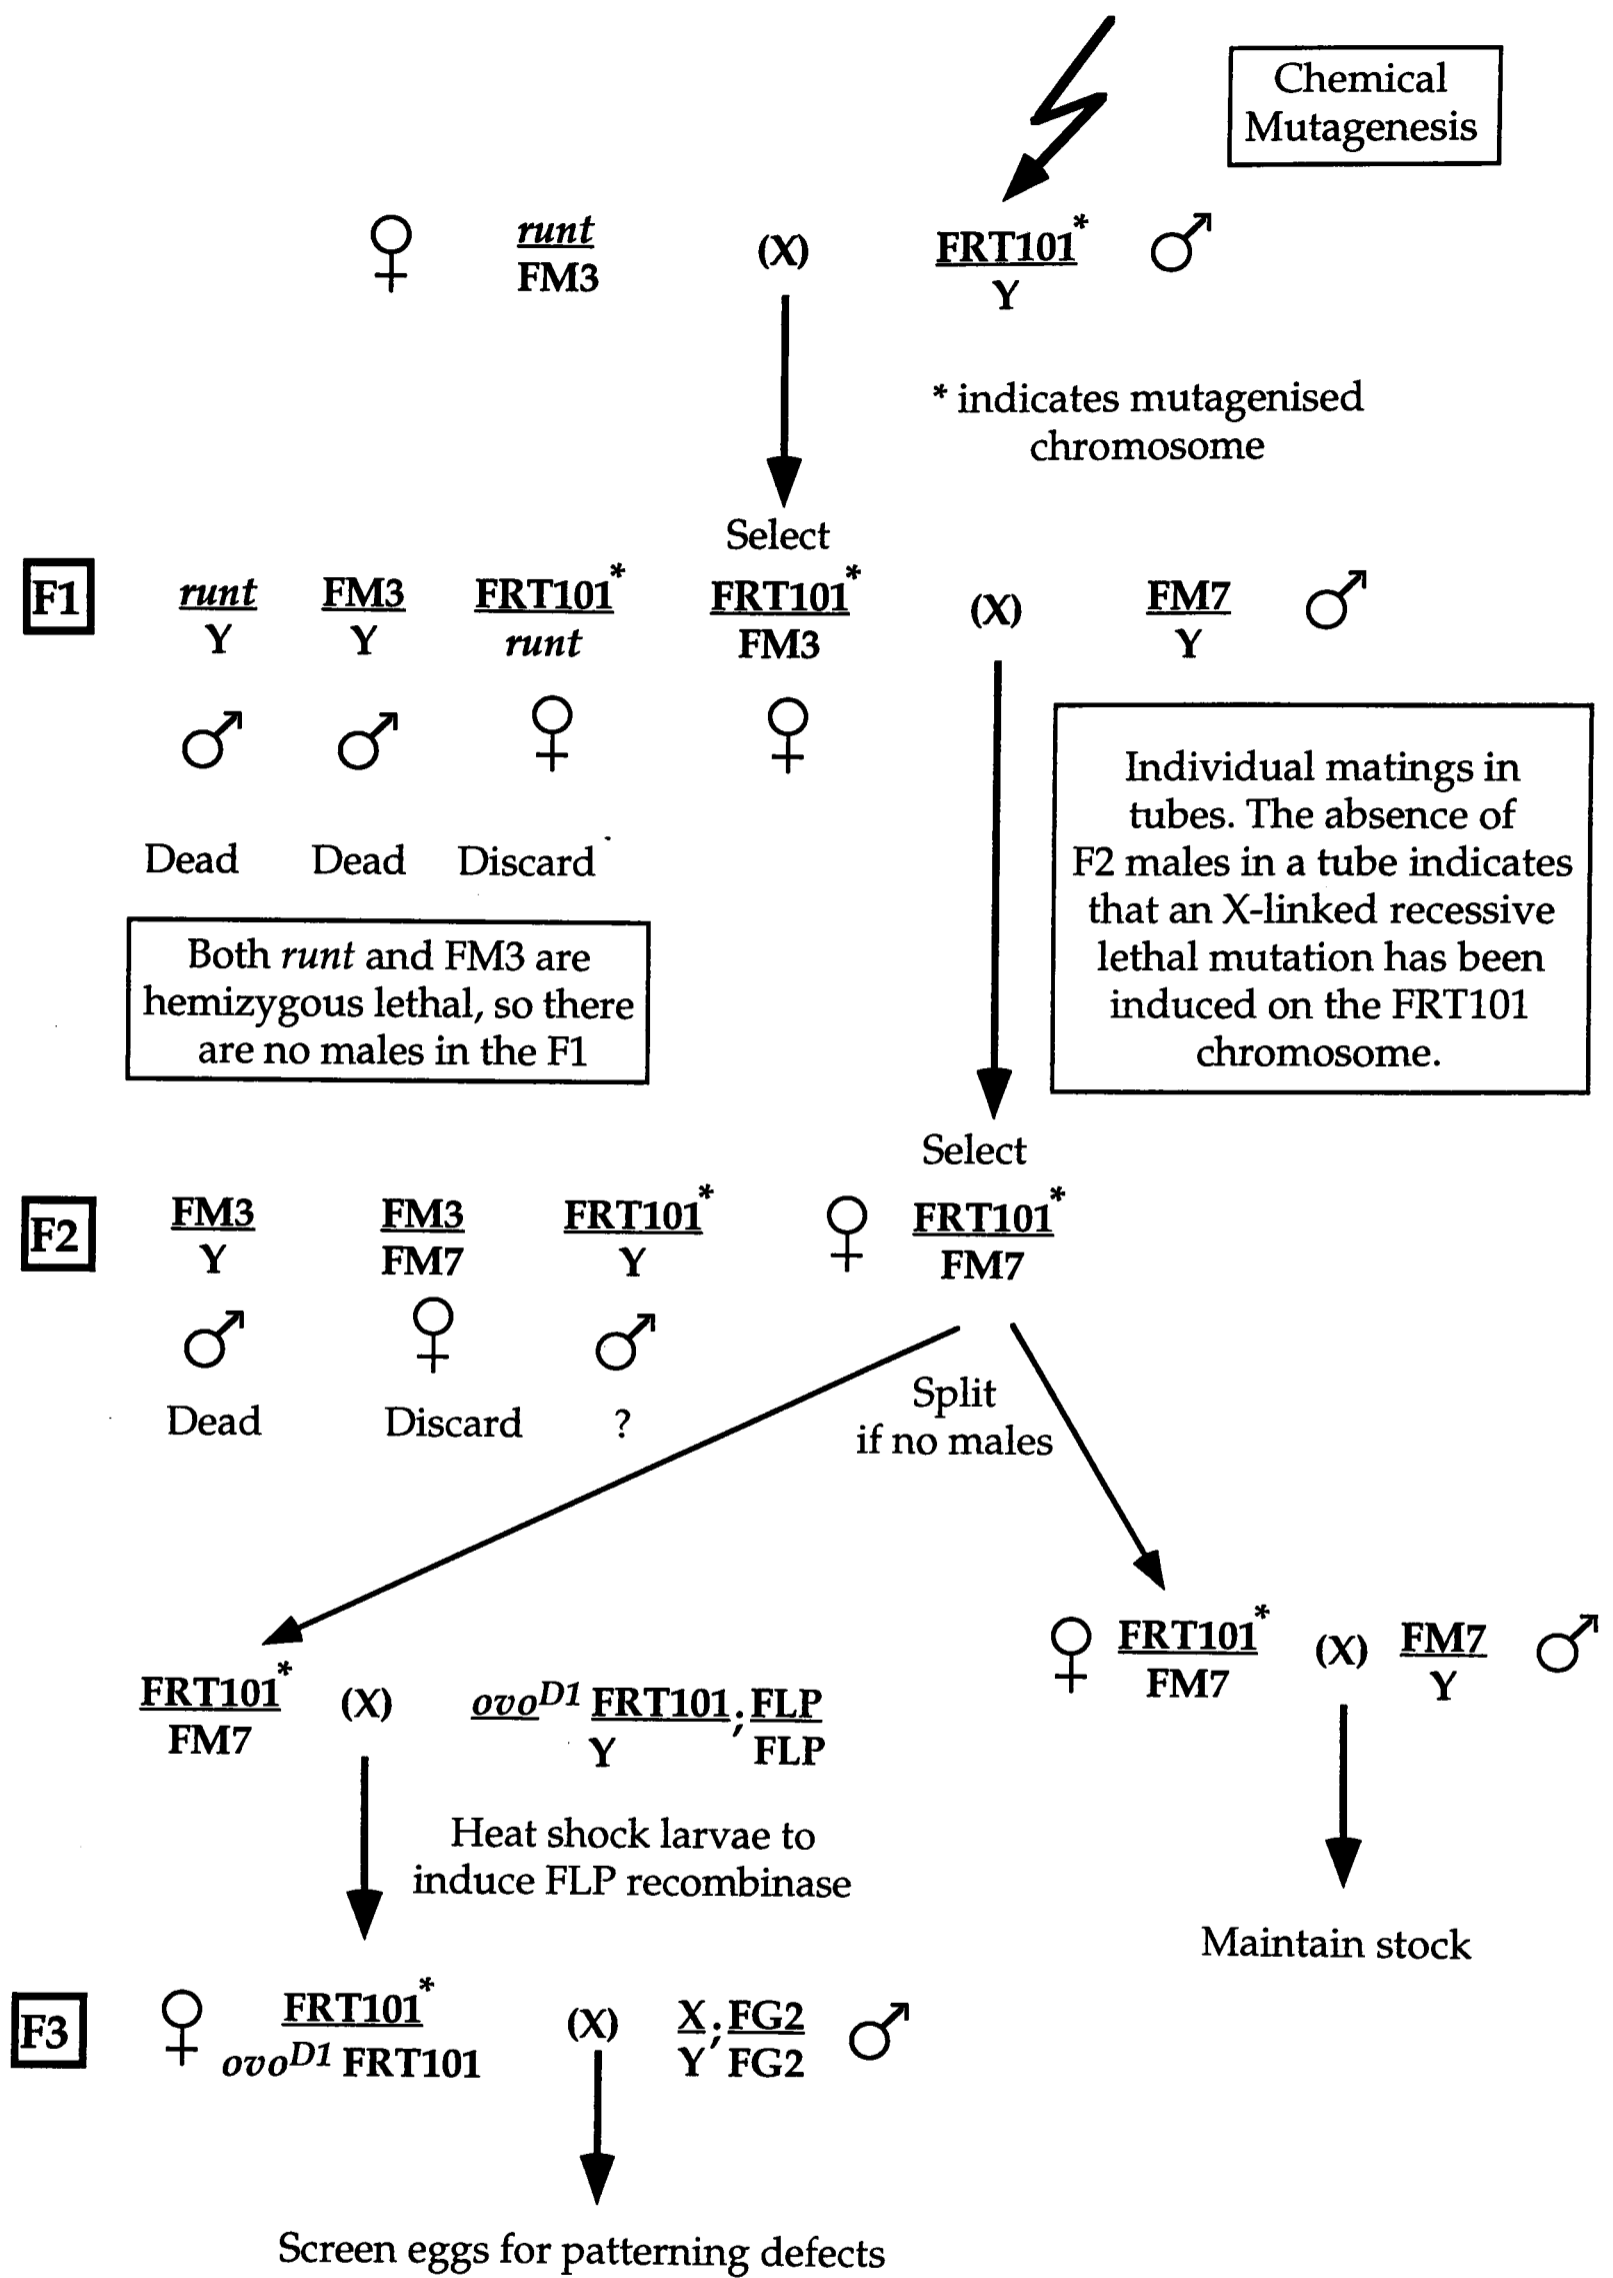 Chemical
Mutagenesis
♀ runt (X) FRT101* ♂
FM3 Y
* indicates mutagenised
chromosome
Select
F1 runt FM3 FRT101* FRT101* (X) FM7 ♂
Y Y runt FM3 Y
♂ ♂ ♀ ♀
Dead Dead Discard
Both runt and FM3 are
hemizygous lethal, so there
are no males in the F1
Individual matings in
tubes. The absence of
F2 males in a tube indicates
that an X-linked recessive
lethal mutation has been
induced on the FRT101
chromosome.
Select
F2 FM3 FM3 FRT101* ♀ FRT101*
Y FM7 Y FM7
♂ ♀ ♂
Dead Discard ?
Split
if no males
♀ FRT101* (X) FM7 ♂
FM7 Y
FRT101* (X) ovoD1 FRT101; FLP
FM7 Y FLP
Heat shock larvae to
induce FLP recombinase
Maintain stock
F3 ♀ FRT101* (X) X; FG2 ♂
ovoD1 FRT101 Y FG2
Screen eggs for patterning defects